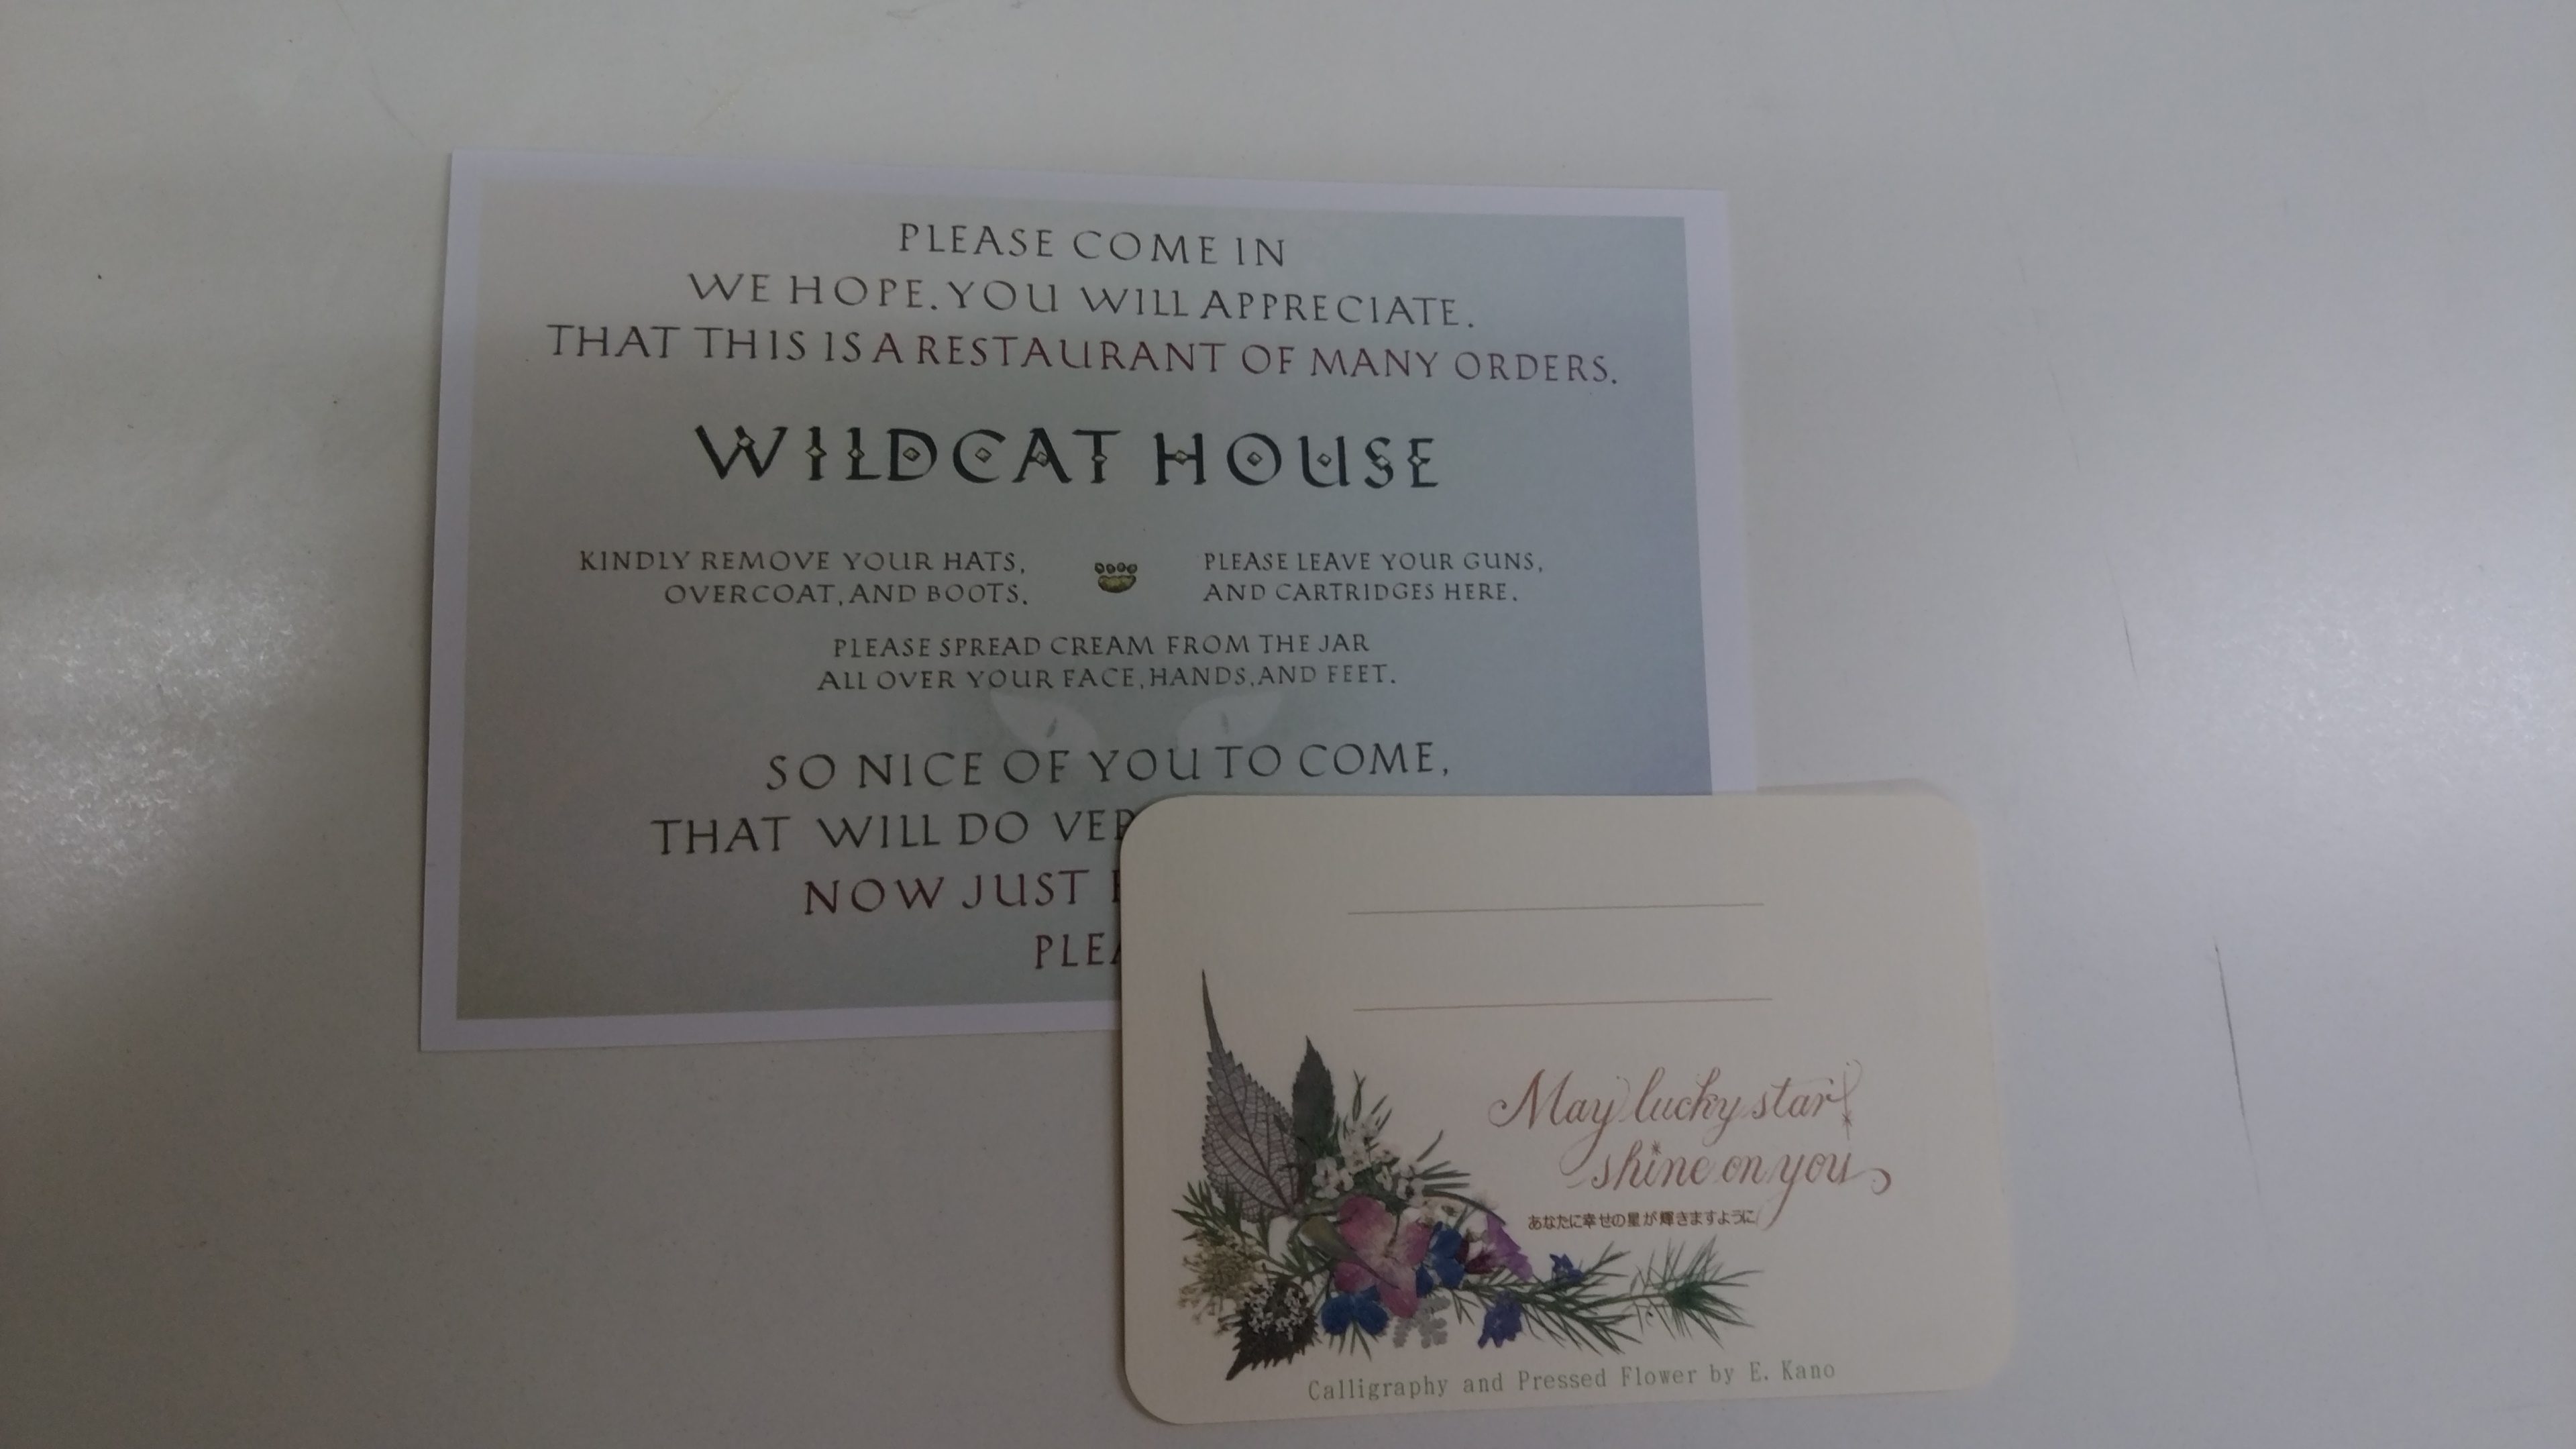 PLEASE COME IN
WE HOPE. YOU WILL APPRECIATE.
THAT THIS IS A RESTAURANT OF MANY ORDERS.
WILDCAT HOUSE
KINDLY REMOVE YOUR HATS,
OVERCOAT, AND BOOTS.
PLEASE LEAVE YOUR GUNS,
AND CARTRIDGES HERE.
PLEASE SPREAD CREAM FROM THE JAR
ALL OVER YOUR FACE, HANDS, AND FEET.
SO NICE OF YOU TO COME,
THAT WILL DO
NOW JUST
May lucky star
shine on you
あなたに幸せの星が輝きますように
Calligraphy and Pressed Flower by E. Kano